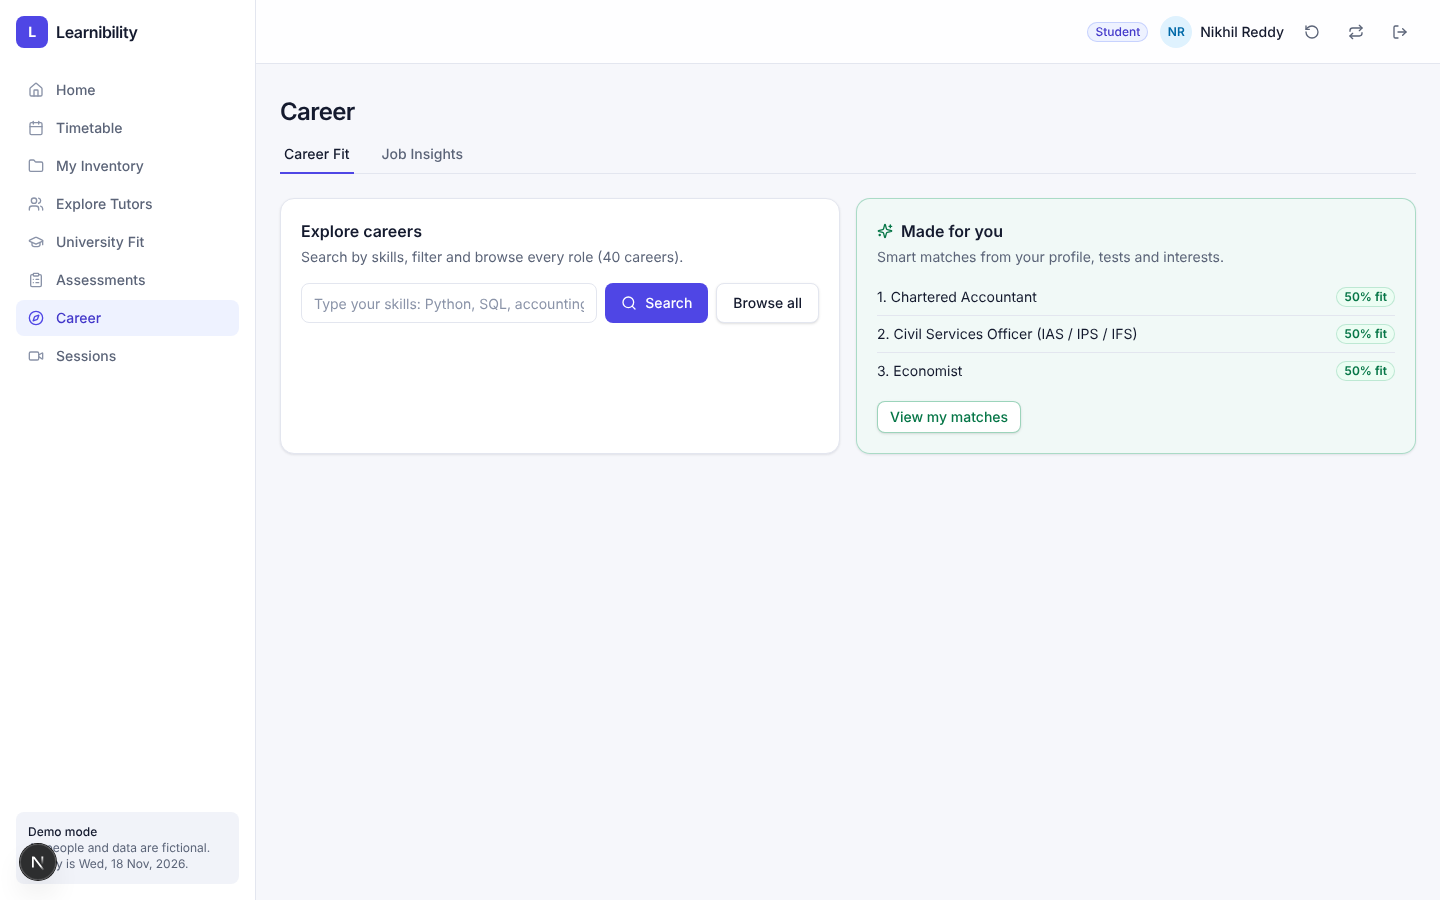 L Learnibility
Student NR Nikhil Reddy
Home
Timetable
My Inventory
Explore Tutors
University Fit
Assessments
Career
Sessions
Career
Career Fit Job Insights
Explore careers
Search by skills, filter and browse every role (40 careers).
Type your skills: Python, SQL, accounting
Search
Browse all
Made for you
Smart matches from your profile, tests and interests.
1. Chartered Accountant 50% fit
2. Civil Services Officer (IAS / IPS / IFS) 50% fit
3. Economist 50% fit
View my matches
Demo mode
people and data are fictional.
is Wed, 18 Nov, 2026.
N